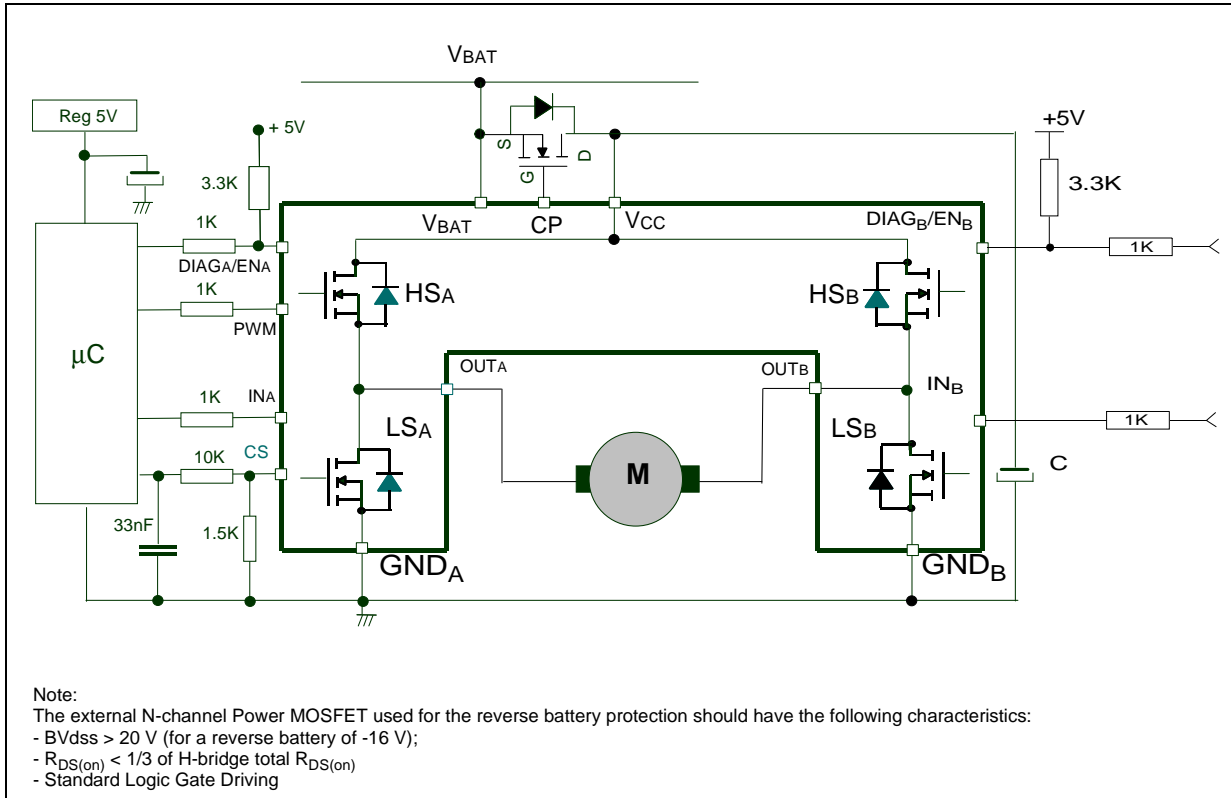 VBAT
Reg 5V
+ 5V
+5V
S
D
G
3.3K
3.3K
1K
VBAT
CP
VCC
DIAGB/ENB
1K
DIAGA/ENA
HSA
HSB
1K
PWM
µC
OUTA
OUTB
INB
1K
INA
LSA
LSB
1K
10K
CS
M
C
33nF
1.5K
GNDA
GNDB
Note:
The external N-channel Power MOSFET used for the reverse battery protection should have the following characteristics:
- BVdss > 20 V (for a reverse battery of -16 V);
- RDS(on) < 1/3 of H-bridge total RDS(on)
- Standard Logic Gate Driving